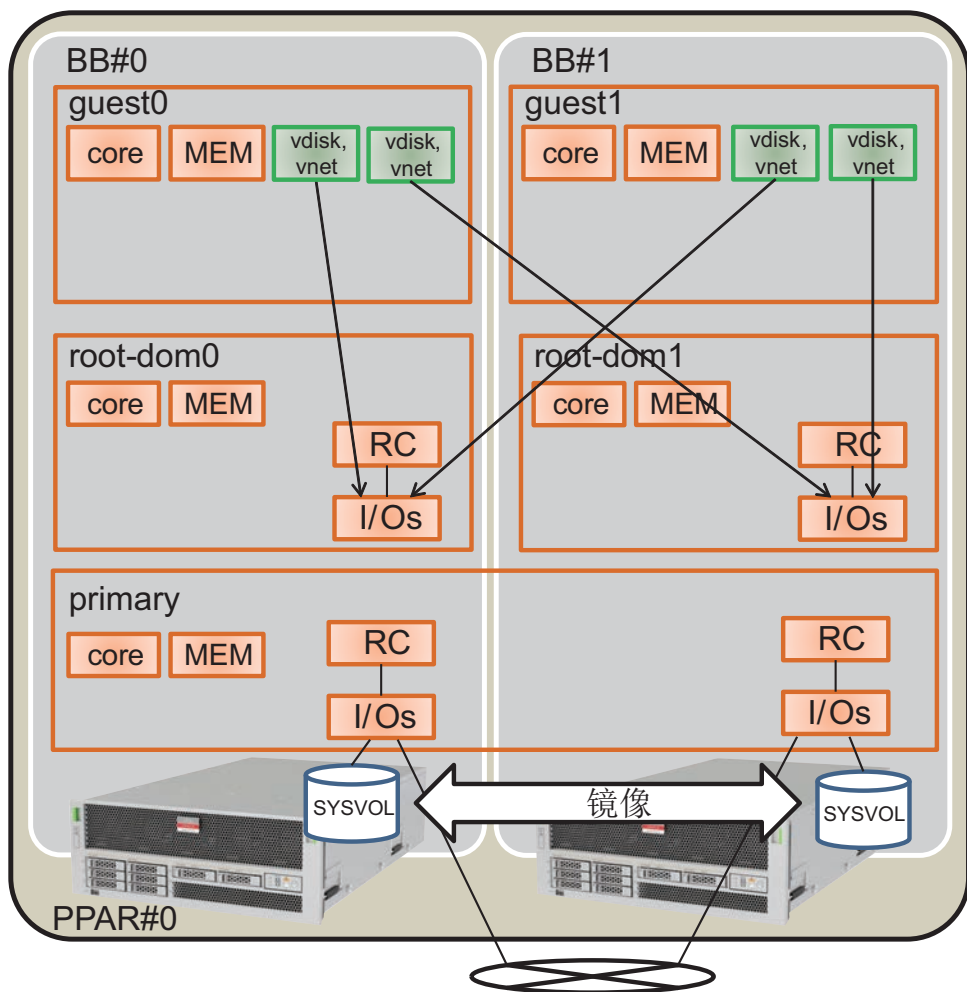 BB#0
BB#1
guest0
guest1
core
MEM
vdisk,
vnet
vdisk,
vnet
core
MEM
vdisk,
vnet
vdisk,
vnet
root-dom0
root-dom1
core
MEM
core
MEM
RC
RC
I/Os
I/Os
primary
core
MEM
RC
RC
I/Os
I/Os
SYSVOL
镜像
SYSVOL
PPAR#0